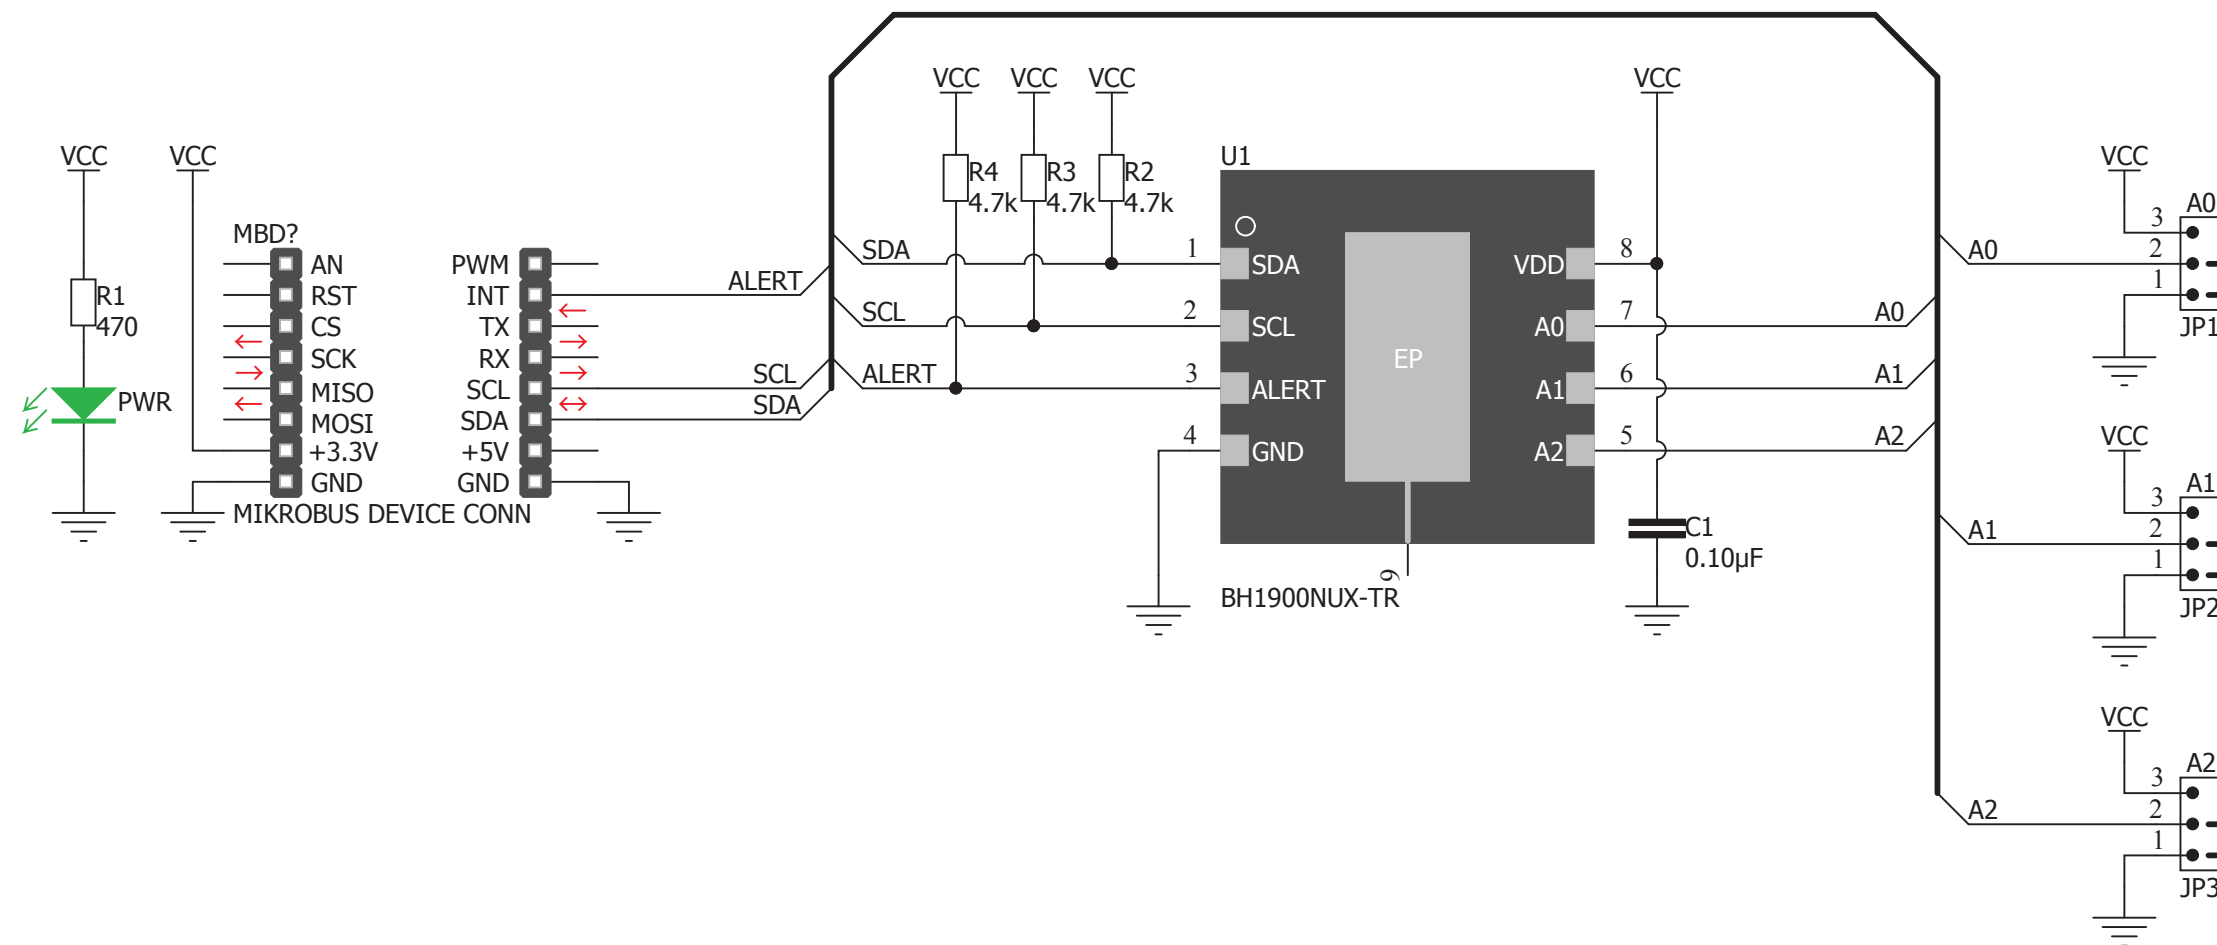 VCC
VCC
R1
470
PWR
MBD?
AN
RST
CS
SCK
MISO
MOSI
+3.3V
GND
PWM
INT
TX
RX
SCL
SDA
+5V
GND
MIKROBUS DEVICE CONN
ALERT
SCL
SDA
VCC
VCC
VCC
R4
4.7k
R3
4.7k
R2
4.7k
SDA
SCL
ALERT
U1
1
2
3
4
SDA
SCL
ALERT
GND
EP
VDD
A0
A1
A2
8
7
6
5
9
BH1900NUX-TR
VCC
A0
A1
A2
C1
0.10µF
A0
VCC
3
2
1
A0
JP1
A1
VCC
3
2
1
A1
JP2
A2
VCC
3
2
1
A2
JP3